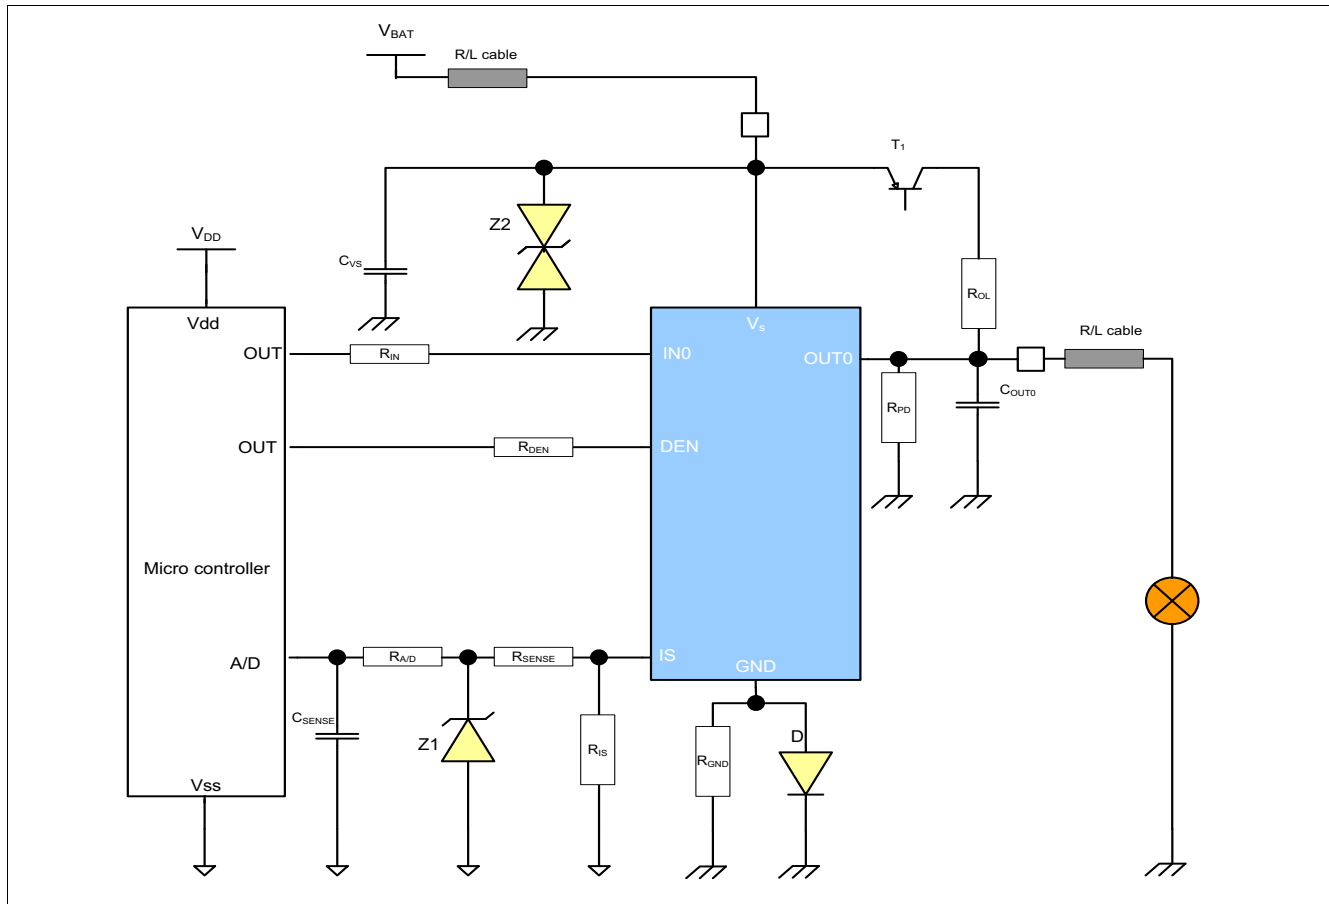 VBAT
R/L cable
T1
Z2
VDD
CVS
ROL
Vdd
Vs
R/L cable
OUT
RIN
IN0
OUT0
COUT0
RPD
OUT
RDEN
DEN
Micro controller
A/D
RA/D
RSENSE
IS
GND
CSENSE
Z1
RIS
RGND
D
Vss